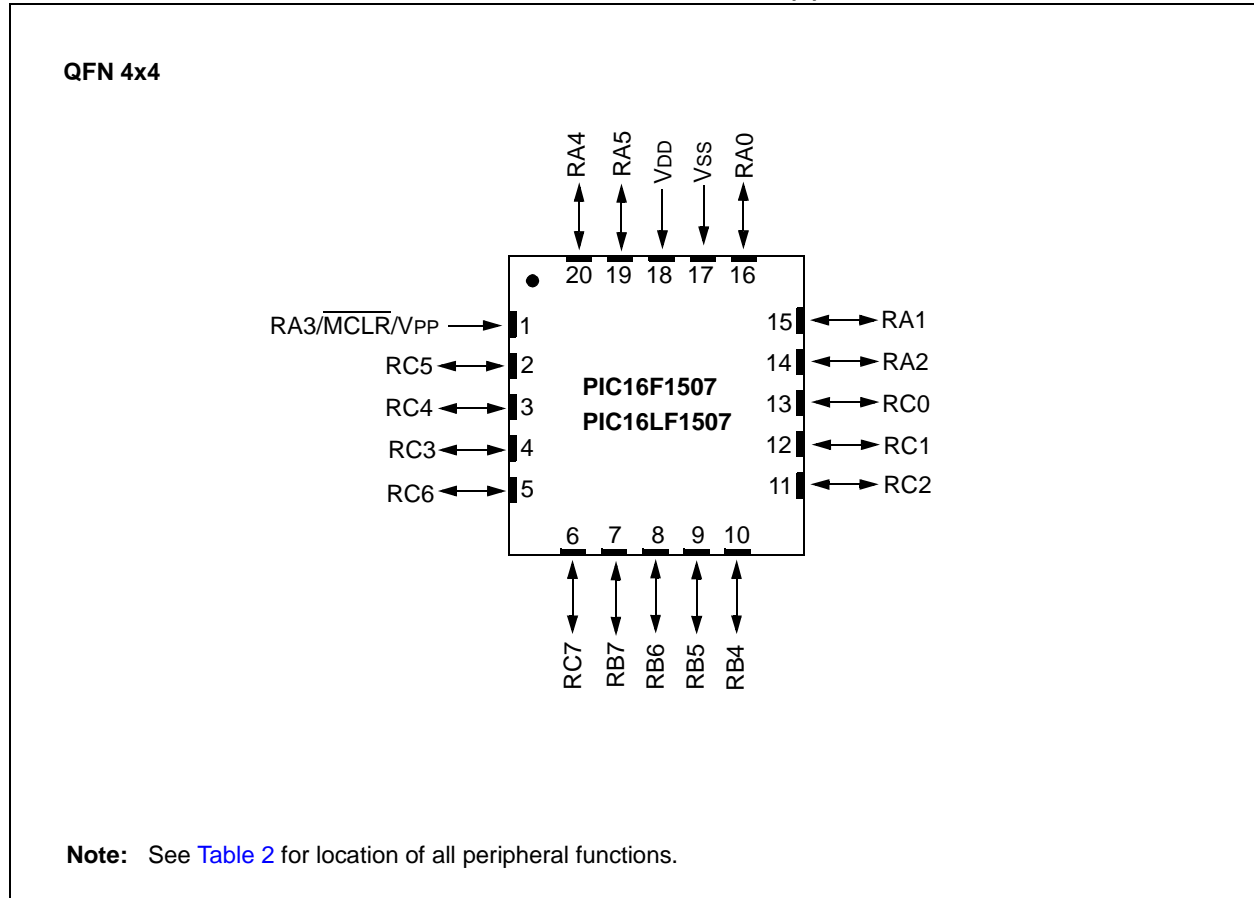 QFN 4x4
RA4
RA5
VDD
VSS
RA0
20 19 18 17 16
RA3/MCLR/VPP 1
RC5 2
RC4 3
RC3 4
RC6 5
PIC16F1507
PIC16LF1507
15 RA1
14 RA2
13 RC0
12 RC1
11 RC2
6 7 8 9 10
RC7
RB7
RB6
RB5
RB4
Note: See Table 2 for location of all peripheral functions.